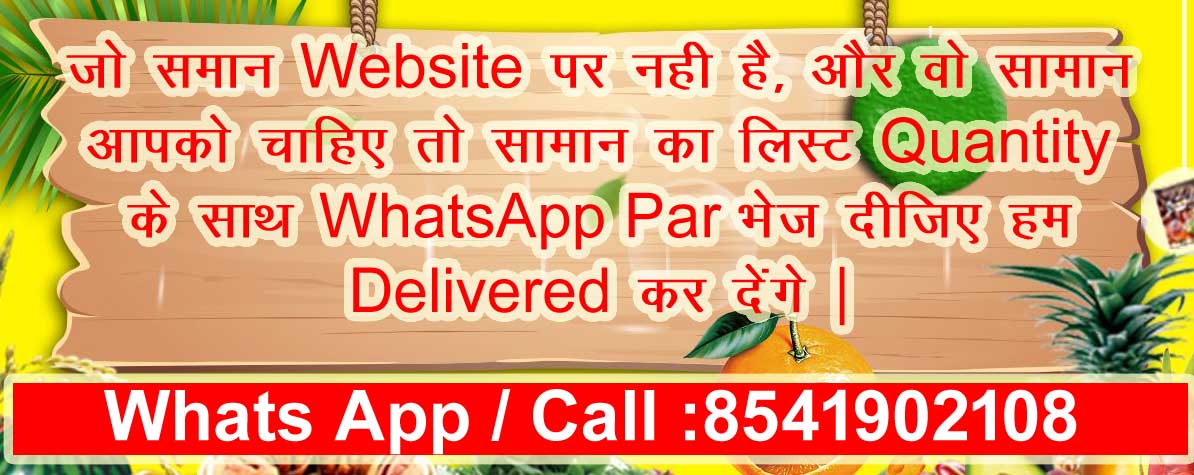 जो समान Website पर नही है, और वो सामान
आपको चाहिए तो सामान का लिस्ट Quantity
के साथ WhatsApp Par भेज दीजिए हम
Delivered कर देंगे |
Whats App / Call :8541902108